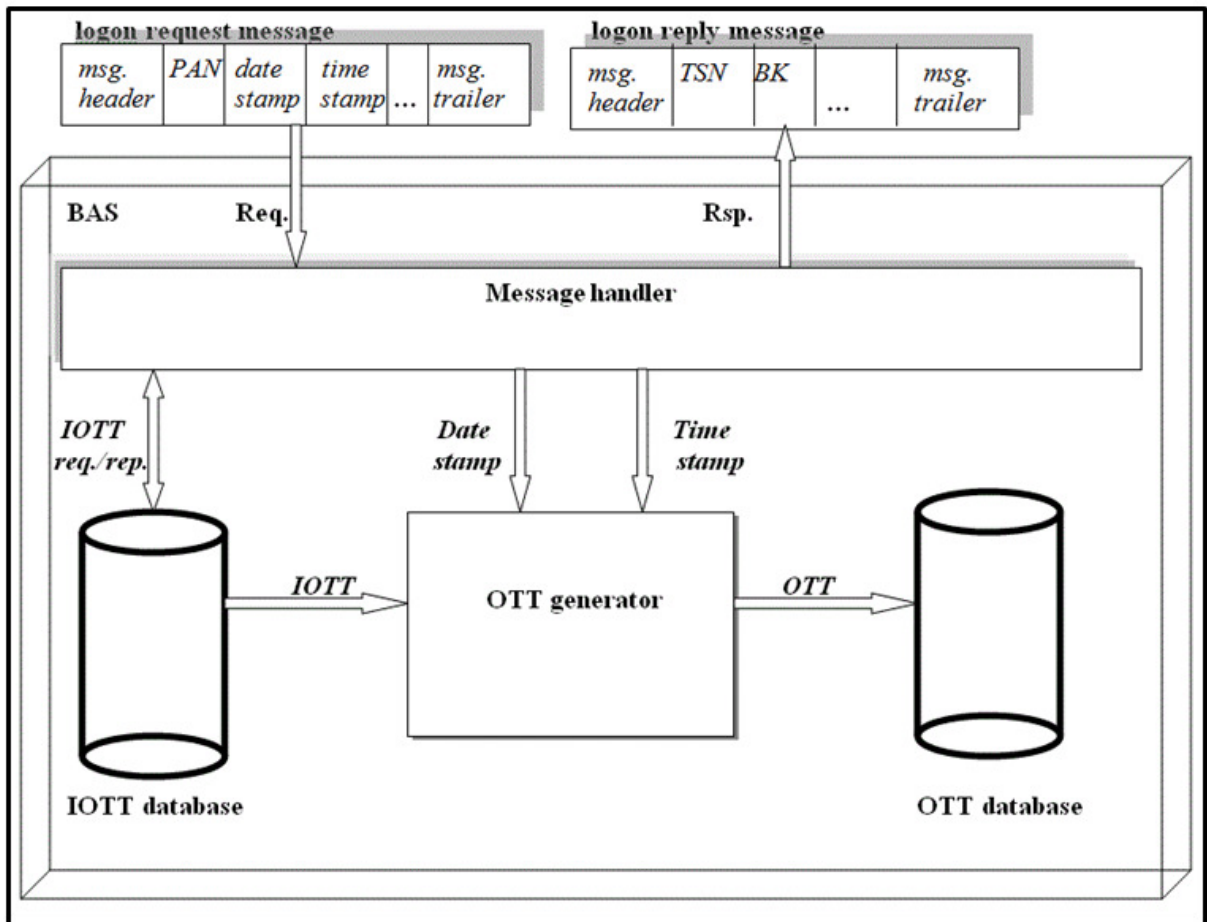 logon request message
logon reply message
msg. header PAN date stamp time stamp ... msg. trailer
msg. header TSN BK ... msg. trailer
BAS
Req.
Rsp.
Message handler
IOTT
req./rep.
Date
stamp
Time
stamp
IOTT
OTT generator
OTT
IOTT database
OTT database